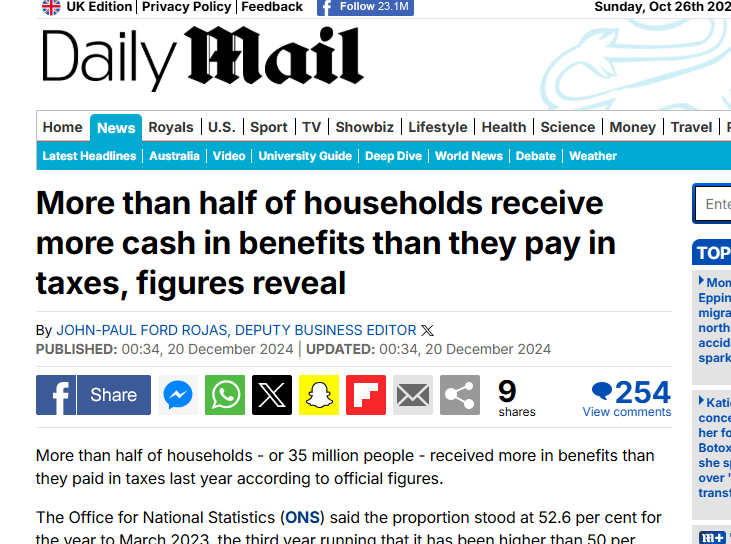 UK Edition Privacy Policy Feedback Follow 23.1M Sunday, Oct 26th 202
Daily Mail
Home News Royals U.S. Sport TV Showbiz Lifestyle Health Science Money Travel
Latest Headlines Australia Video University Guide Deep Dive World News Debate Weather
More than half of households receive
more cash in benefits than they pay in
taxes, figures reveal
By JOHN-PAUL FORD ROJAS, DEPUTY BUSINESS EDITOR
PUBLISHED: 00:34, 20 December 2024 | UPDATED: 00:34, 20 December 2024
Share
9
shares
254
View comments
More than half of households - or 35 million people - received more in benefits than
they paid in taxes last year according to official figures.
The Office for National Statistics (ONS) said the proportion stood at 52.6 per cent for
the year to March 2023, the third year running that it has been higher than 50 per
Ente
TOP
Mon
Eppin
migra
north
accid
spark
Kati
conce
her fo
Botox
she sp
over '
transf
m+